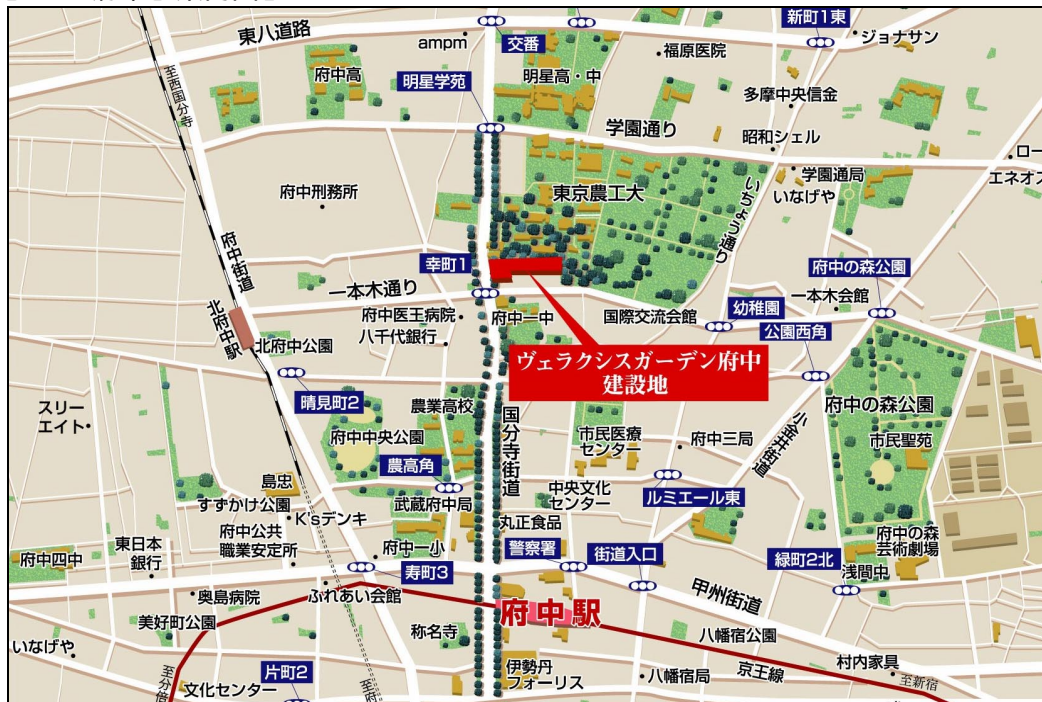 新町1東
東八道路
ampm
交番
ジョナサン
福原医院
府中高
明星学苑
明星高・中
至西国分寺
多摩中央信金
学園通り
昭和シェル
学園通局
いなげや
エネオス
府中刑務所
東京農工大
いちょう通り
府中街道
幸町1
府中の森公園
一本木通り
一本木会館
北府中駅
府中医王病院
八千代銀行
府中一中
国際交流会館
幼稚園
公園西角
北府中公園
ヴェラクシスガーデン府中
建設地
晴見町2
スリー
エイト
農業高校
国分寺街道
小金井街道
府中の森公園
府中中央公園
市民医療
センター
府中三局
市民聖苑
農高角
島忠
すずかけ公園
武蔵府中局
中央文化
センター
ルミエール東
K'sデンキ
丸正食品
府中公共
職業安定所
府中の森
芸術劇場
府中四中
東日本
銀行
府中一小
警察署
街道入口
緑町2北
浅間中
寿町3
甲州街道
奥島病院
ふれあい会館
府中駅
美好町公園
称名寺
八幡宿公園
いなげや
伊勢丹
フォーリス
八幡宿局
京王線
村内家具
至新宿
片町2
文化センター